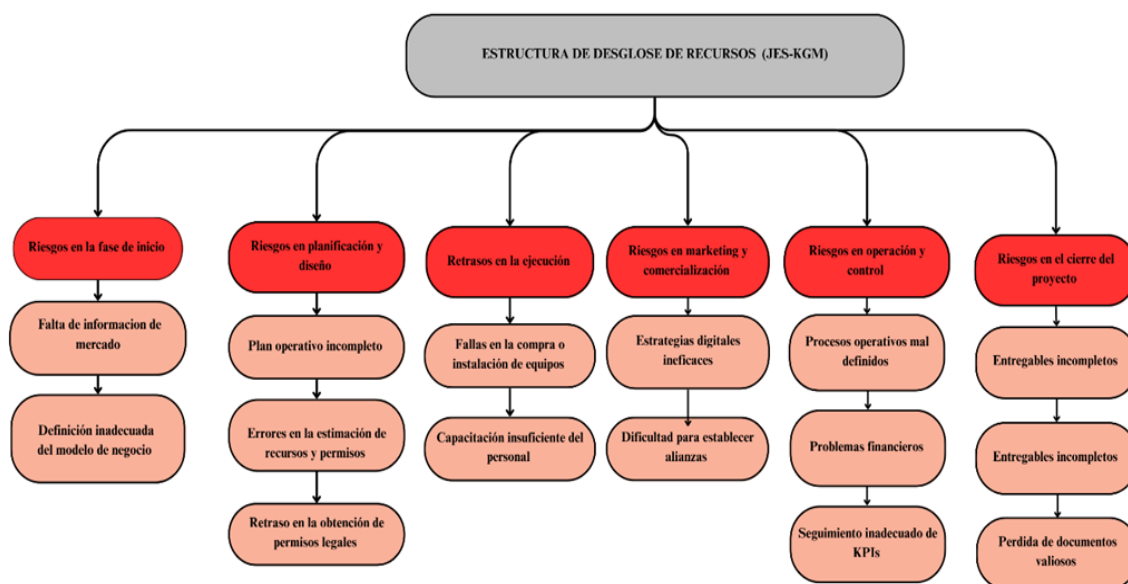 ESTRUCTURA DE DESGLOSE DE RECURSOS (JES-KGM)
Riesgos en la fase de inicio
Falta de informacion de
mercado
Definición inadecuada
del modelo de negocio
Riesgos en planificación y
diseño
Plan operativo incompleto
Errores en la estimación de
recursos y permisos
Retraso en la obtención de
permisos legales
Retrasos en la ejecución
Fallas en la compra o
instalación de equipos
Capacitación insuficiente del
personal
Riesgos en marketing y
comercialización
Estrategias digitales
ineficaces
Dificultad para establecer
alianzas
Riesgos en operación y
control
Procesos operativos mal
definidos
Problemas financieros
Seguimiento inadecuado de
KPIs
Riesgos en el cierre del
proyecto
Entregables incompletos
Entregables incompletos
Perdida de documentos
valiosos